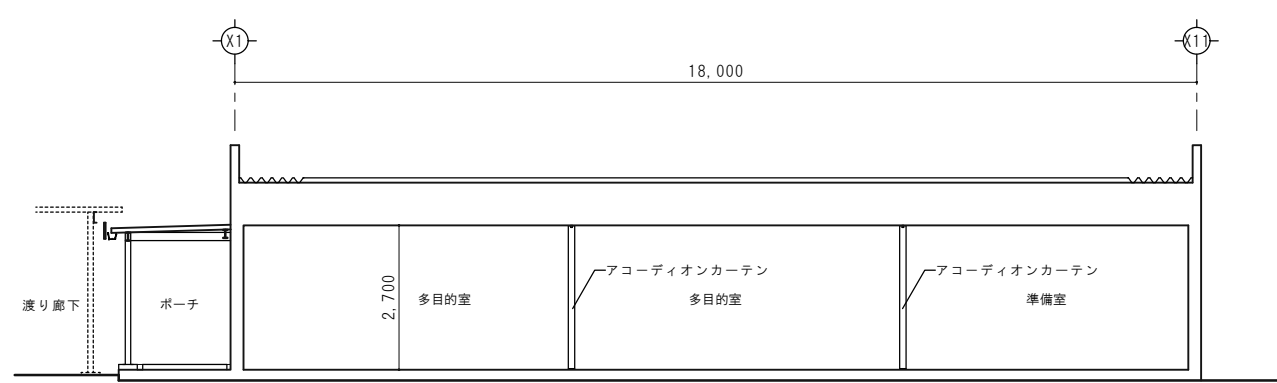 X1
X11
18,000
アコーディオンカーテン
アコーディオンカーテン
渡り廊下
ポーチ
2,700
多目的室
多目的室
準備室